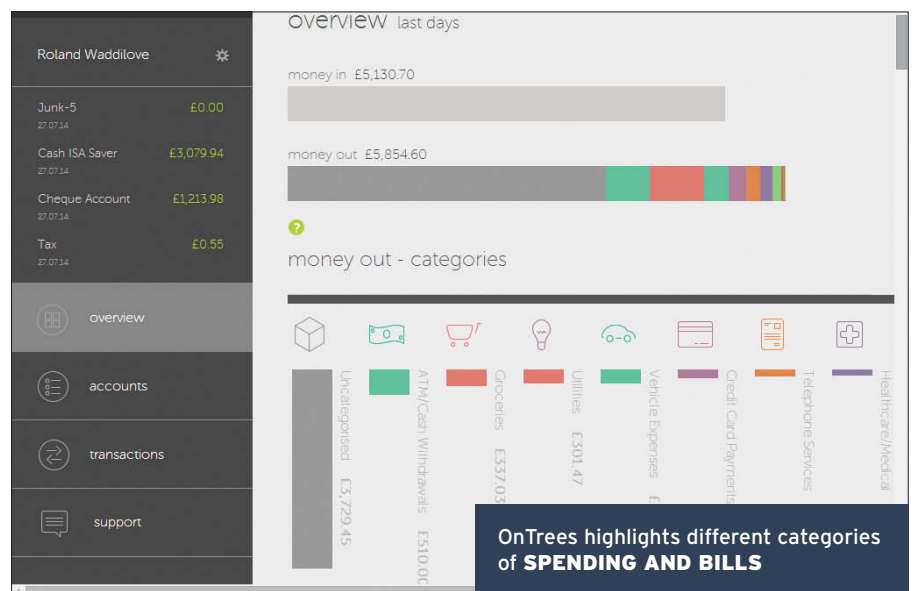 overview last days
Roland Waddilove
money in £5,130.70
Junk-5 £0.00
27.07.14
Cash ISA Saver £3,079.94
27.07.14
Cheque Account £1,213.98
27.07.14
Tax £0.55
27.07.14
money out £5,854.60
?
money out - categories
overview
accounts
transactions
support
Uncategorised £3,729.45
ATM/Cash Withdrawals £510.00
Groceries £337.03
Utilities £301.47
Vehicle Expenses £
Credit Card Payments
Telephone Services
Healthcare/Medical
OnTrees highlights different categories
of SPENDING AND BILLS